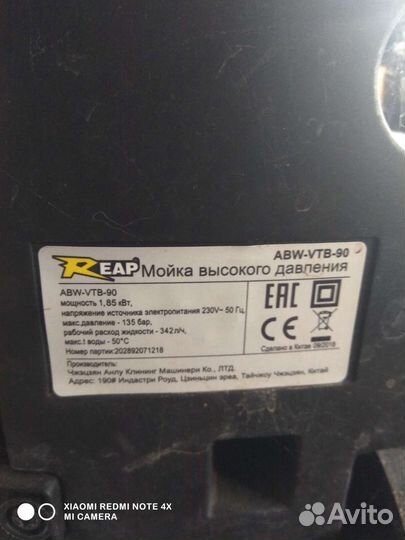 REAP Мойка высокого давления
ABW-VTB-90
ABW-VTB-90
мощность 1,85 кВт,
напряжение источника электропитания 230V~ 50 Гц,
макс.давление - 135 бар,
рабочий расход жидкости - 342 л/ч,
макс.t воды - 50°C
Номер партии:202892071218
EAC
CE
Сделано в Китае 09/2018
Производитель:
Чжэцзян Анлу Клининг Машинери Ко., ЛТД.
Адрес: 190# Индастри Роуд, Цзиньцин эреа, Тайчжоу Чжэцзян, Китай
XIAOMI REDMI NOTE 4X
MI CAMERA
Avito